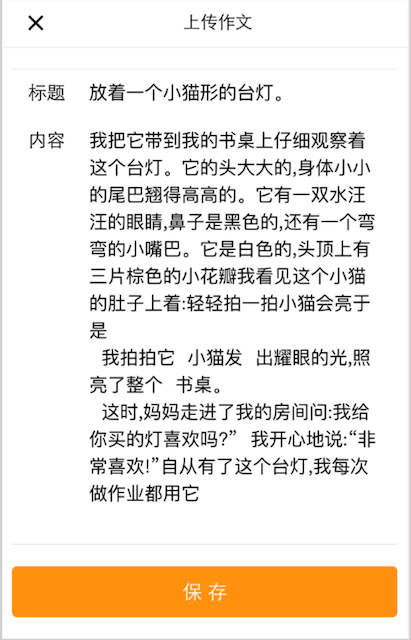 上传作文
标题 放着一个小猫形的台灯。
内容 我把它带到我的书桌上仔细观察着
这个台灯。它的头大大的,身体小小
的尾巴翘得高高的。它有一双水汪
汪的眼睛,鼻子是黑色的,还有一个弯
弯的小嘴巴。它是白色的,头顶上有
三片棕色的小花瓣我看见这个小猫
的肚子上着:轻轻拍一拍小猫会亮于
是
我拍拍它 小猫发 出耀眼的光,照
亮了整个 书桌。
这时,妈妈走进了我的房间问:我给
你买的灯喜欢吗?” 我开心地说:“非
常喜欢!”自从有了这个台灯,我每次
做作业都用它
保存